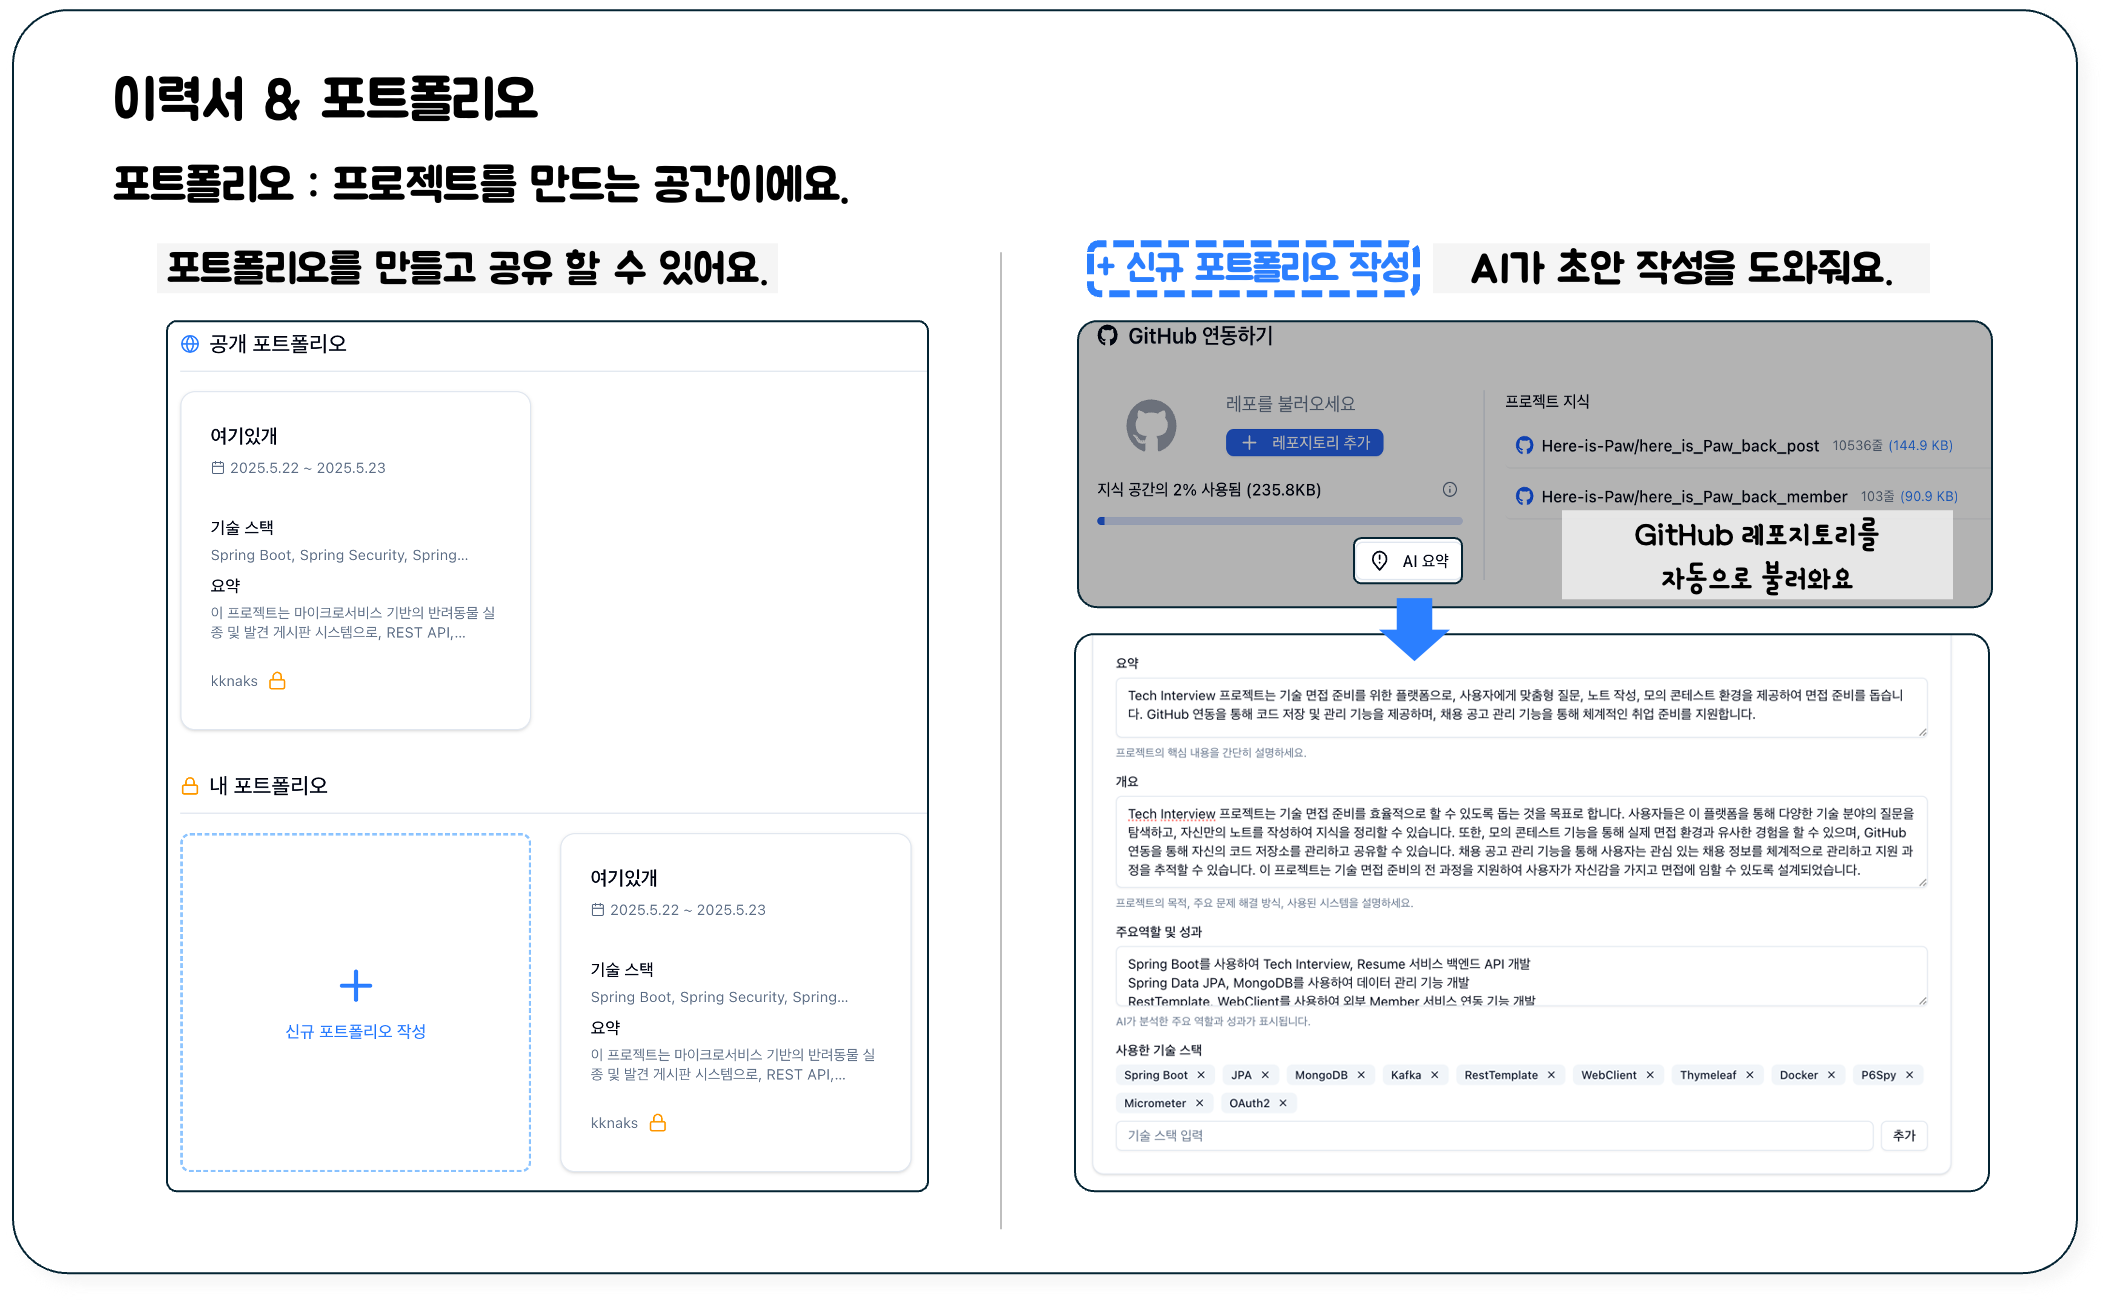 이력서 & 포트폴리오
포트폴리오 : 프로젝트를 만드는 공간이에요.
포트폴리오를 만들고 공유 할 수 있어요.
공개 포트폴리오
여기있개
2025.5.22 ~ 2025.5.23
기술 스택
Spring Boot, Spring Security, Spring...
요약
이 프로젝트는 마이크로서비스 기반의 반려동물 실
종 및 발견 게시판 시스템으로, REST API,...
kknaks
내 포트폴리오
신규 포트폴리오 작성
여기있개
2025.5.22 ~ 2025.5.23
기술 스택
Spring Boot, Spring Security, Spring...
요약
이 프로젝트는 마이크로서비스 기반의 반려동물 실
종 및 발견 게시판 시스템으로, REST API,...
kknaks
+ 신규 포트폴리오 작성
AI가 초안 작성을 도와줘요.
GitHub 연동하기
레포를 불러오세요
+ 레포지토리 추가
지식 공간의 2% 사용됨 (235.8KB)
AI 요약
프로젝트 지식
Here-is-Paw/here_is_Paw_back_post 10536줄 (144.9 KB)
Here-is-Paw/here_is_Paw_back_member 103줄 (90.9 KB)
GitHub 레포지토리를
자동으로 불러와요
요약
Tech Interview 프로젝트는 기술 면접 준비를 위한 플랫폼으로, 사용자에게 맞춤형 질문, 노트 작성, 모의 콘테스트 환경을 제공하여 면접 준비를 돕습니
다. GitHub 연동을 통해 코드 저장 및 관리 기능을 제공하며, 채용 공고 관리 기능을 통해 체계적인 취업 준비를 지원합니다.
프로젝트의 핵심 내용을 간단히 설명하세요.
개요
Tech Interview 프로젝트는 기술 면접 준비를 효율적으로 할 수 있도록 돕는 것을 목표로 합니다. 사용자들은 이 플랫폼을 통해 다양한 기술 분야의 질문을
탐색하고, 자신만의 노트를 작성하여 지식을 정리할 수 있습니다. 또한, 모의 콘테스트 기능을 통해 실제 면접 환경과 유사한 경험을 할 수 있으며, GitHub
연동을 통해 자신의 코드 저장소를 관리하고 공유할 수 있습니다. 채용 공고 관리 기능을 통해 사용자는 관심 있는 채용 정보를 체계적으로 관리하고 지원 과
정을 추적할 수 있습니다. 이 프로젝트는 기술 면접 준비의 전 과정을 지원하여 사용자가 자신감을 가지고 면접에 임할 수 있도록 설계되었습니다.
프로젝트의 목적, 주요 문제 해결 방식, 사용된 시스템을 설명하세요.
주요역할 및 성과
Spring Boot를 사용하여 Tech Interview, Resume 서비스 백엔드 API 개발
Spring Data JPA, MongoDB를 사용하여 데이터 관리 기능 개발
RestTemplate, WebClient를 사용하여 외부 Member 서비스 연동 기능 개발
AI가 분석한 주요 역할과 성과가 표시됩니다.
사용한 기술 스택
Spring Boot × JPA × MongoDB × Kafka × RestTemplate × WebClient × Thymeleaf × Docker × P6Spy ×
Micrometer × OAuth2 ×
기술 스택 입력
추가